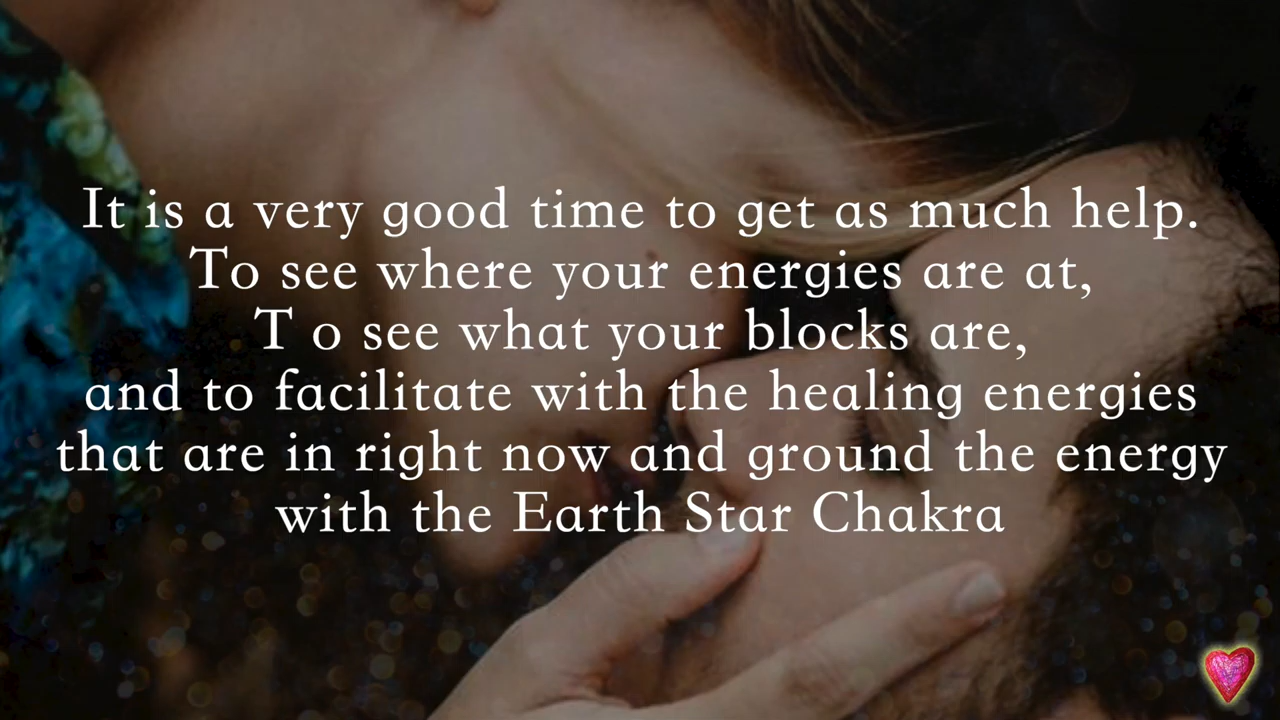 It is a very good time to get as much help.
To see where your energies are at,
T o see what your blocks are,
and to facilitate with the healing energies
that are in right now and ground the energy
with the Earth Star Chakra